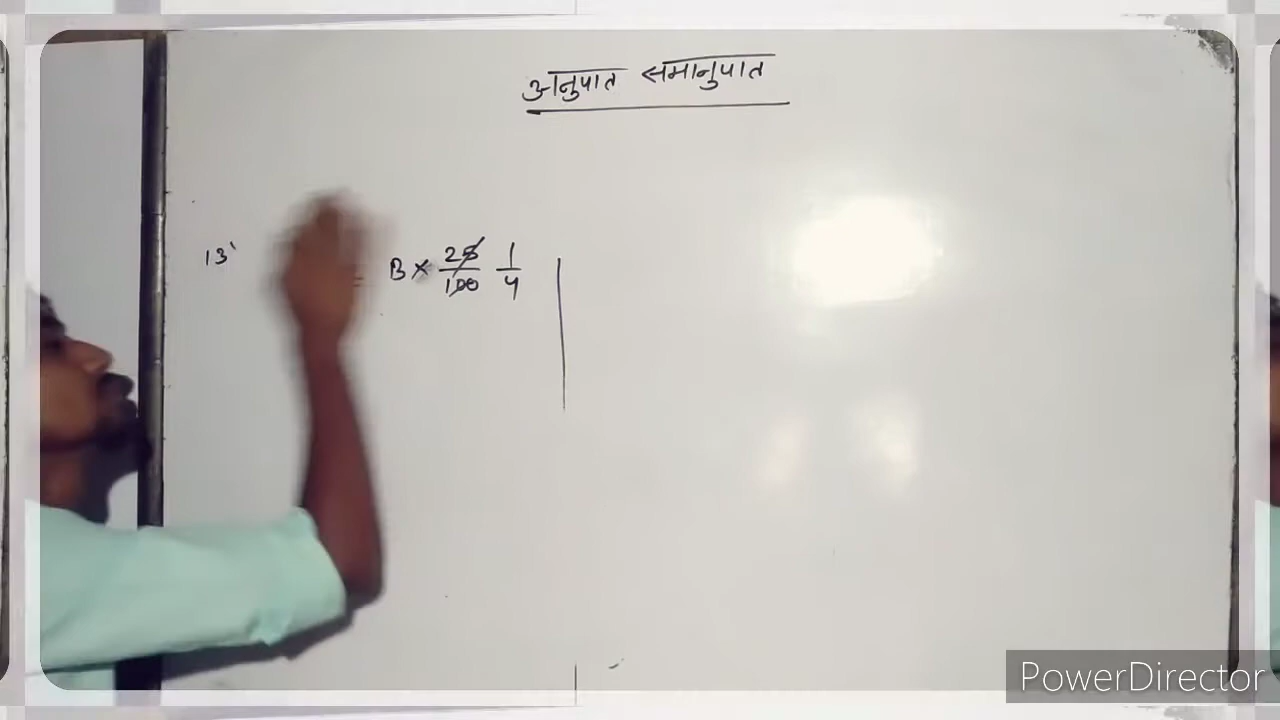 अनुपात समानुपात
13' = B × 25/100 1/4
PowerDirector